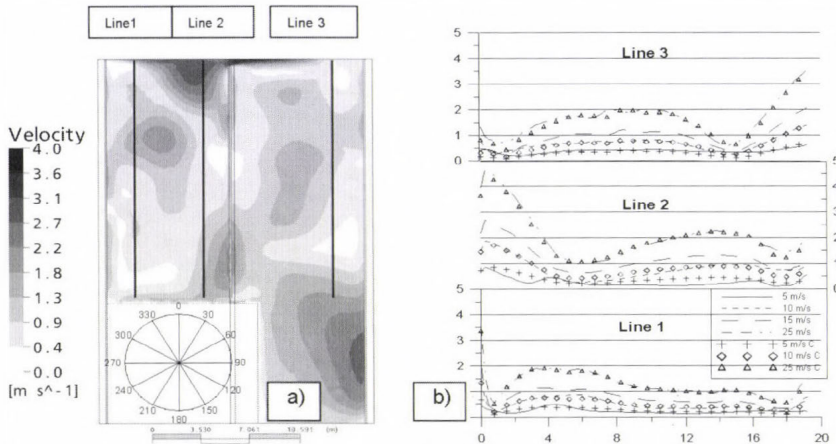 Line1 Line 2 Line 3
Velocity
4.0
3.6
3.1
2.7
2.2
1.8
1.3
0.9
0.4
0.0
[m s^-1]
0
330 30
300 60
270 90
240 120
210 150
180
a)
0 3.530 7.061 10.591 (m)
b)
5
4
3
2
1
0
Line 3
Line 2
5
4
3
2
1
Line 1
5 m/s
10 m/s
15 m/s
25 m/s
5 m/s C
10 m/s C
25 m/s C
0 4 8 12 16 20